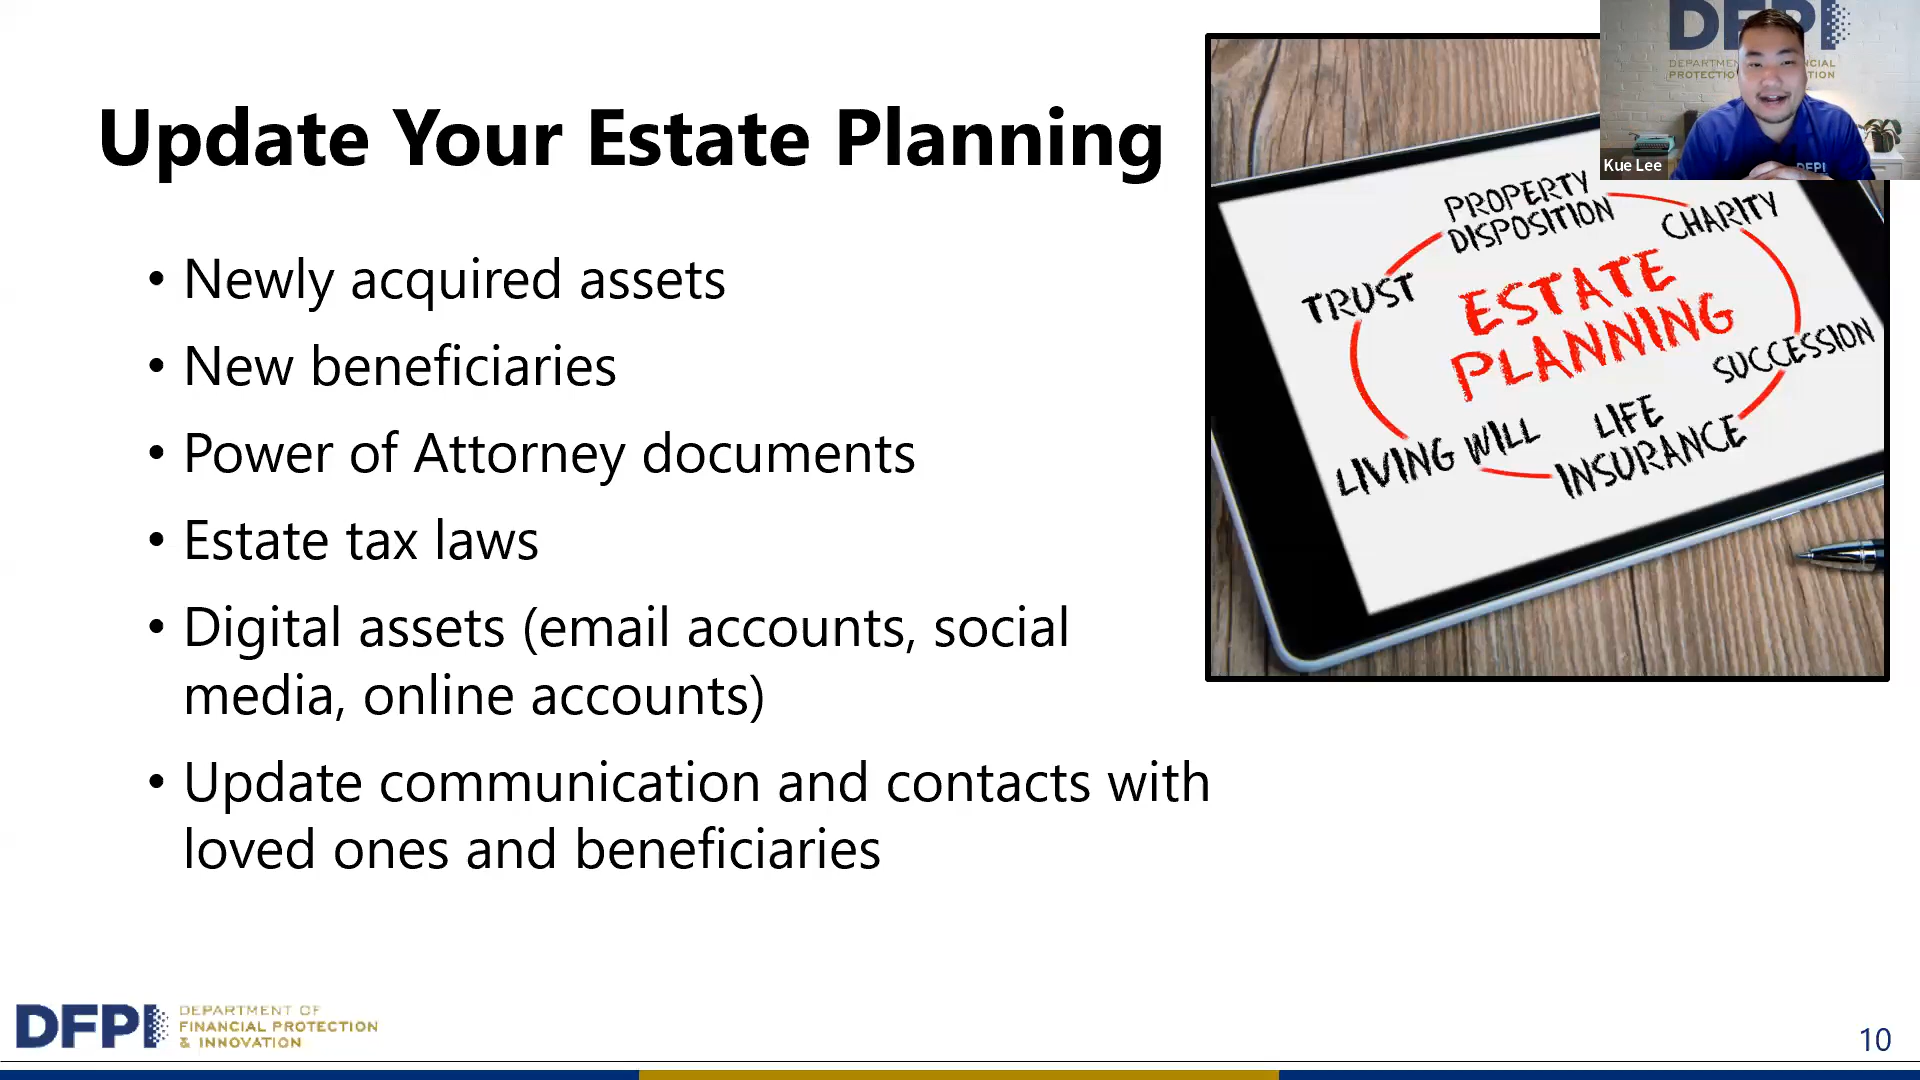 Update Your Estate Planning
• Newly acquired assets
• New beneficiaries
• Power of Attorney documents
• Estate tax laws
• Digital assets (email accounts, social
media, online accounts)
• Update communication and contacts with
loved ones and beneficiaries
PROPERTY
DISPOSITION
CHARITY
TRUST
ESTATE
PLANNING
SUCCESSION
LIVING WILL
LIFE
INSURANCE
DFPI
Kue Lee
DFPI
DFPI
DEPARTMENT OF
FINANCIAL PROTECTION
& INNOVATION
10